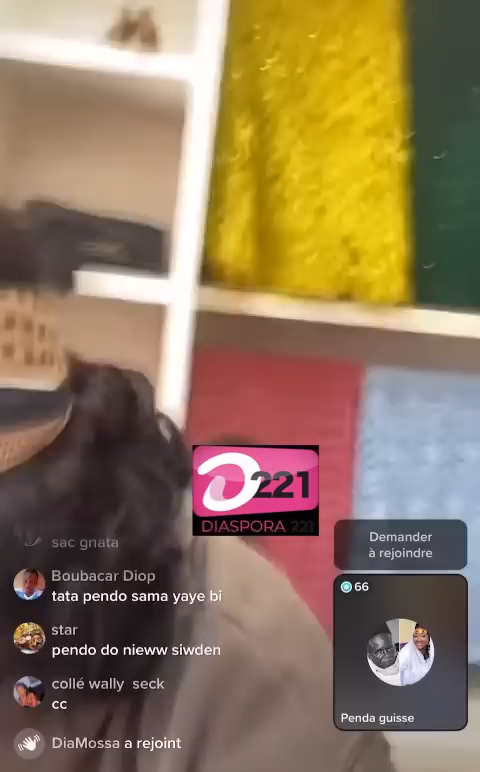 221
DIASPORA 221
Demander
à rejoindre
sac gnata
Boubacar Diop
tata pendo sama yaye bi
66
star
pendo do nieww siwden
collé wally seck
cc
Penda guisse
DiaMossa a rejoint